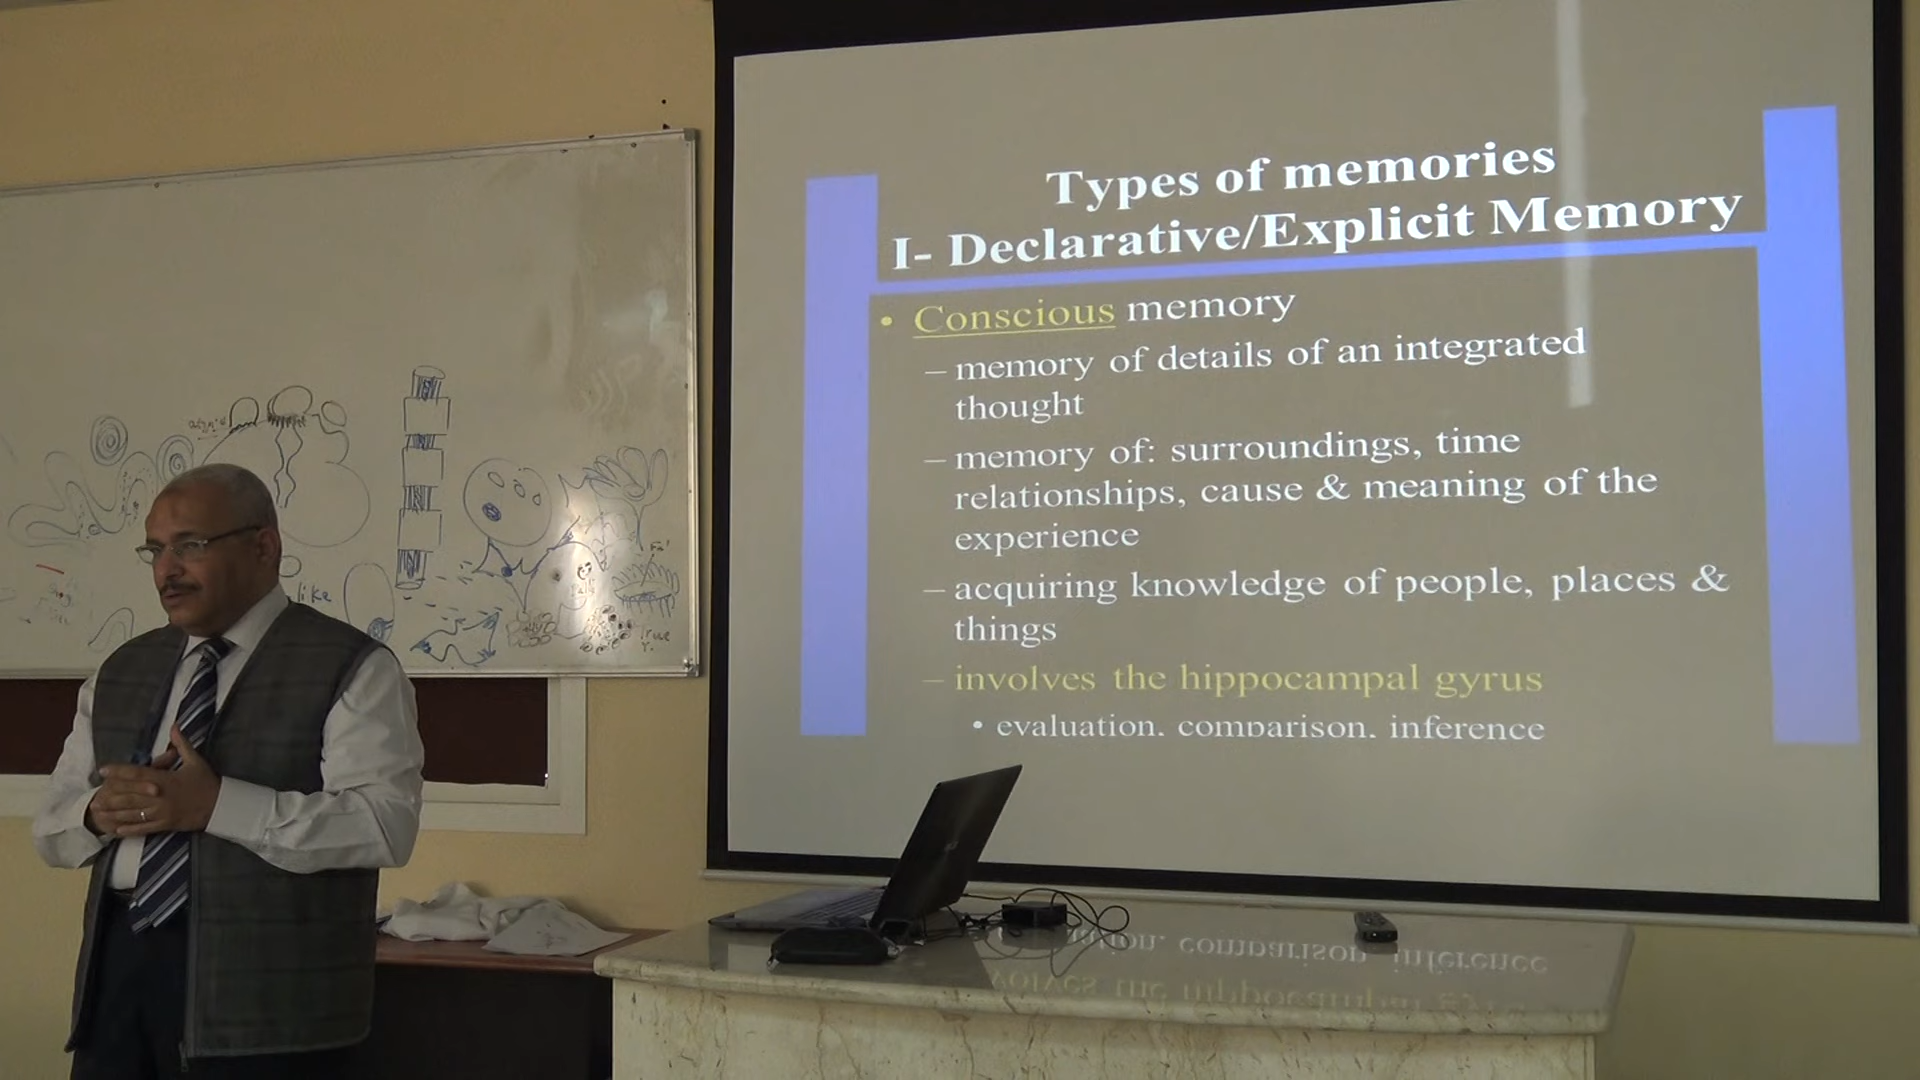 Types of memories
I- Declarative/Explicit Memory
• Conscious memory
– memory of details of an integrated
thought
– memory of: surroundings, time
relationships, cause & meaning of the
experience
– acquiring knowledge of people, places &
things
– involves the hippocampal gyrus
• evaluation, comparison, inference
like